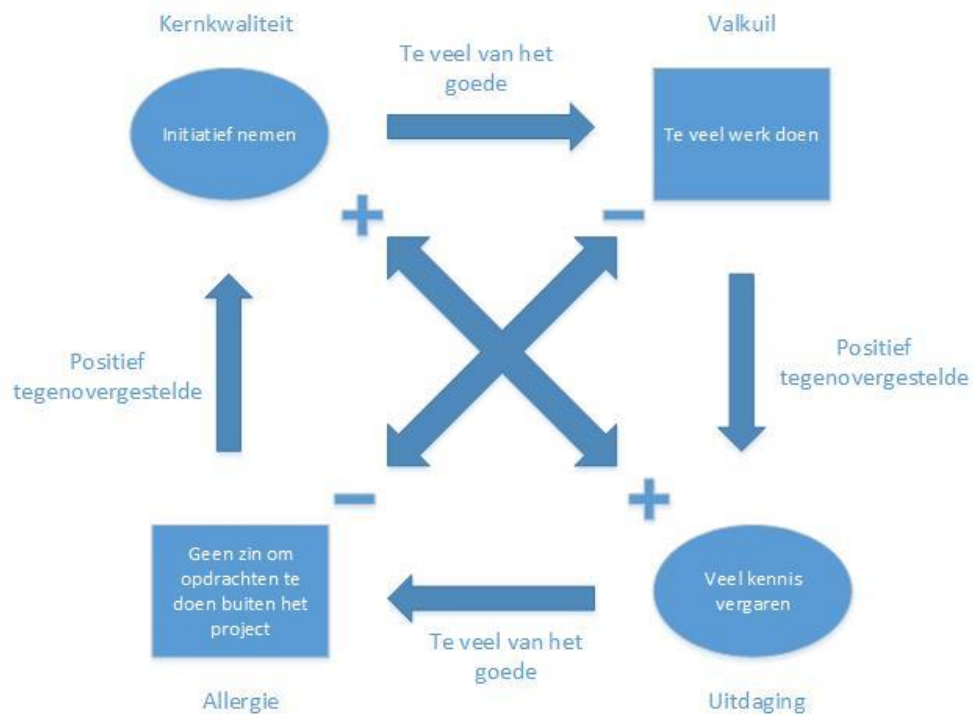 Kernkwaliteit
Valkuil
Te veel van het
goede
Initiatief nemen
Te veel werk doen
+
−
Positief
tegenovergestelde
Positief
tegenovergestelde
−
+
Geen zin om
opdrachten te
doen buiten het
project
Veel kennis
vergaren
Te veel van het
goede
Allergie
Uitdaging